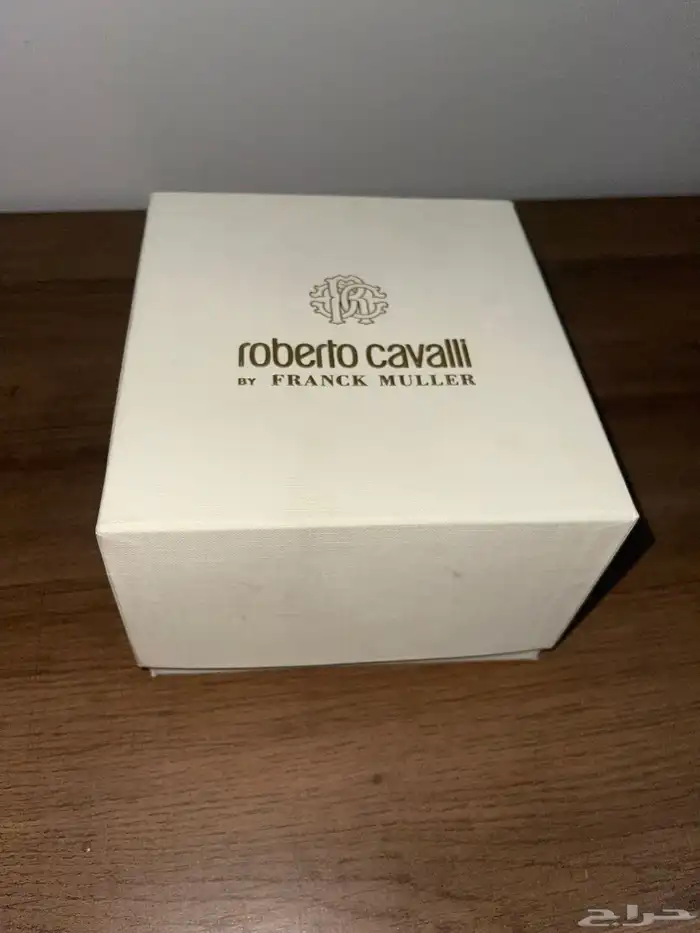 roberto cavalli
BY FRANCK MULLER
حراج